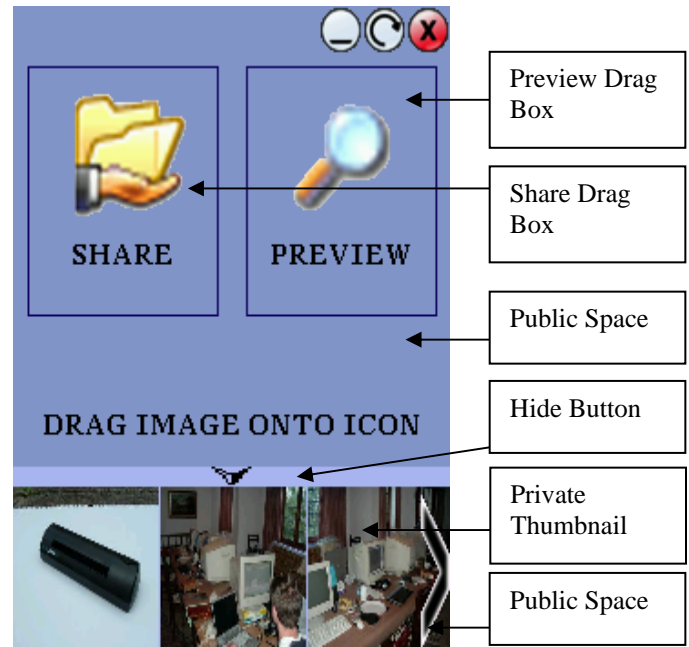 Preview Drag
Box
Share Drag
Box
SHARE
PREVIEW
Public Space
DRAG IMAGE ONTO ICON
Hide Button
Private
Thumbnail
Public Space